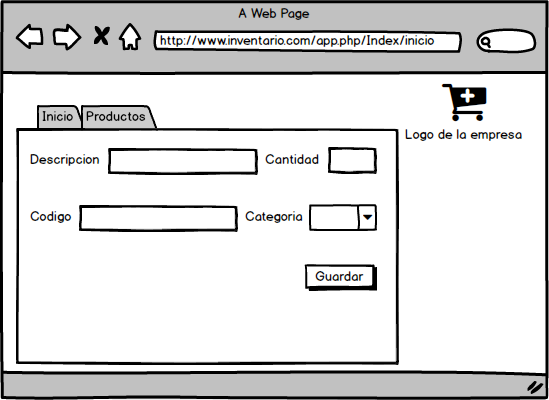 A Web Page
http://www.inventario.com/app.php/Index/inicio
Logo de la empresa
Inicio Productos
Descripcion Cantidad
Codigo Categoria
Guardar